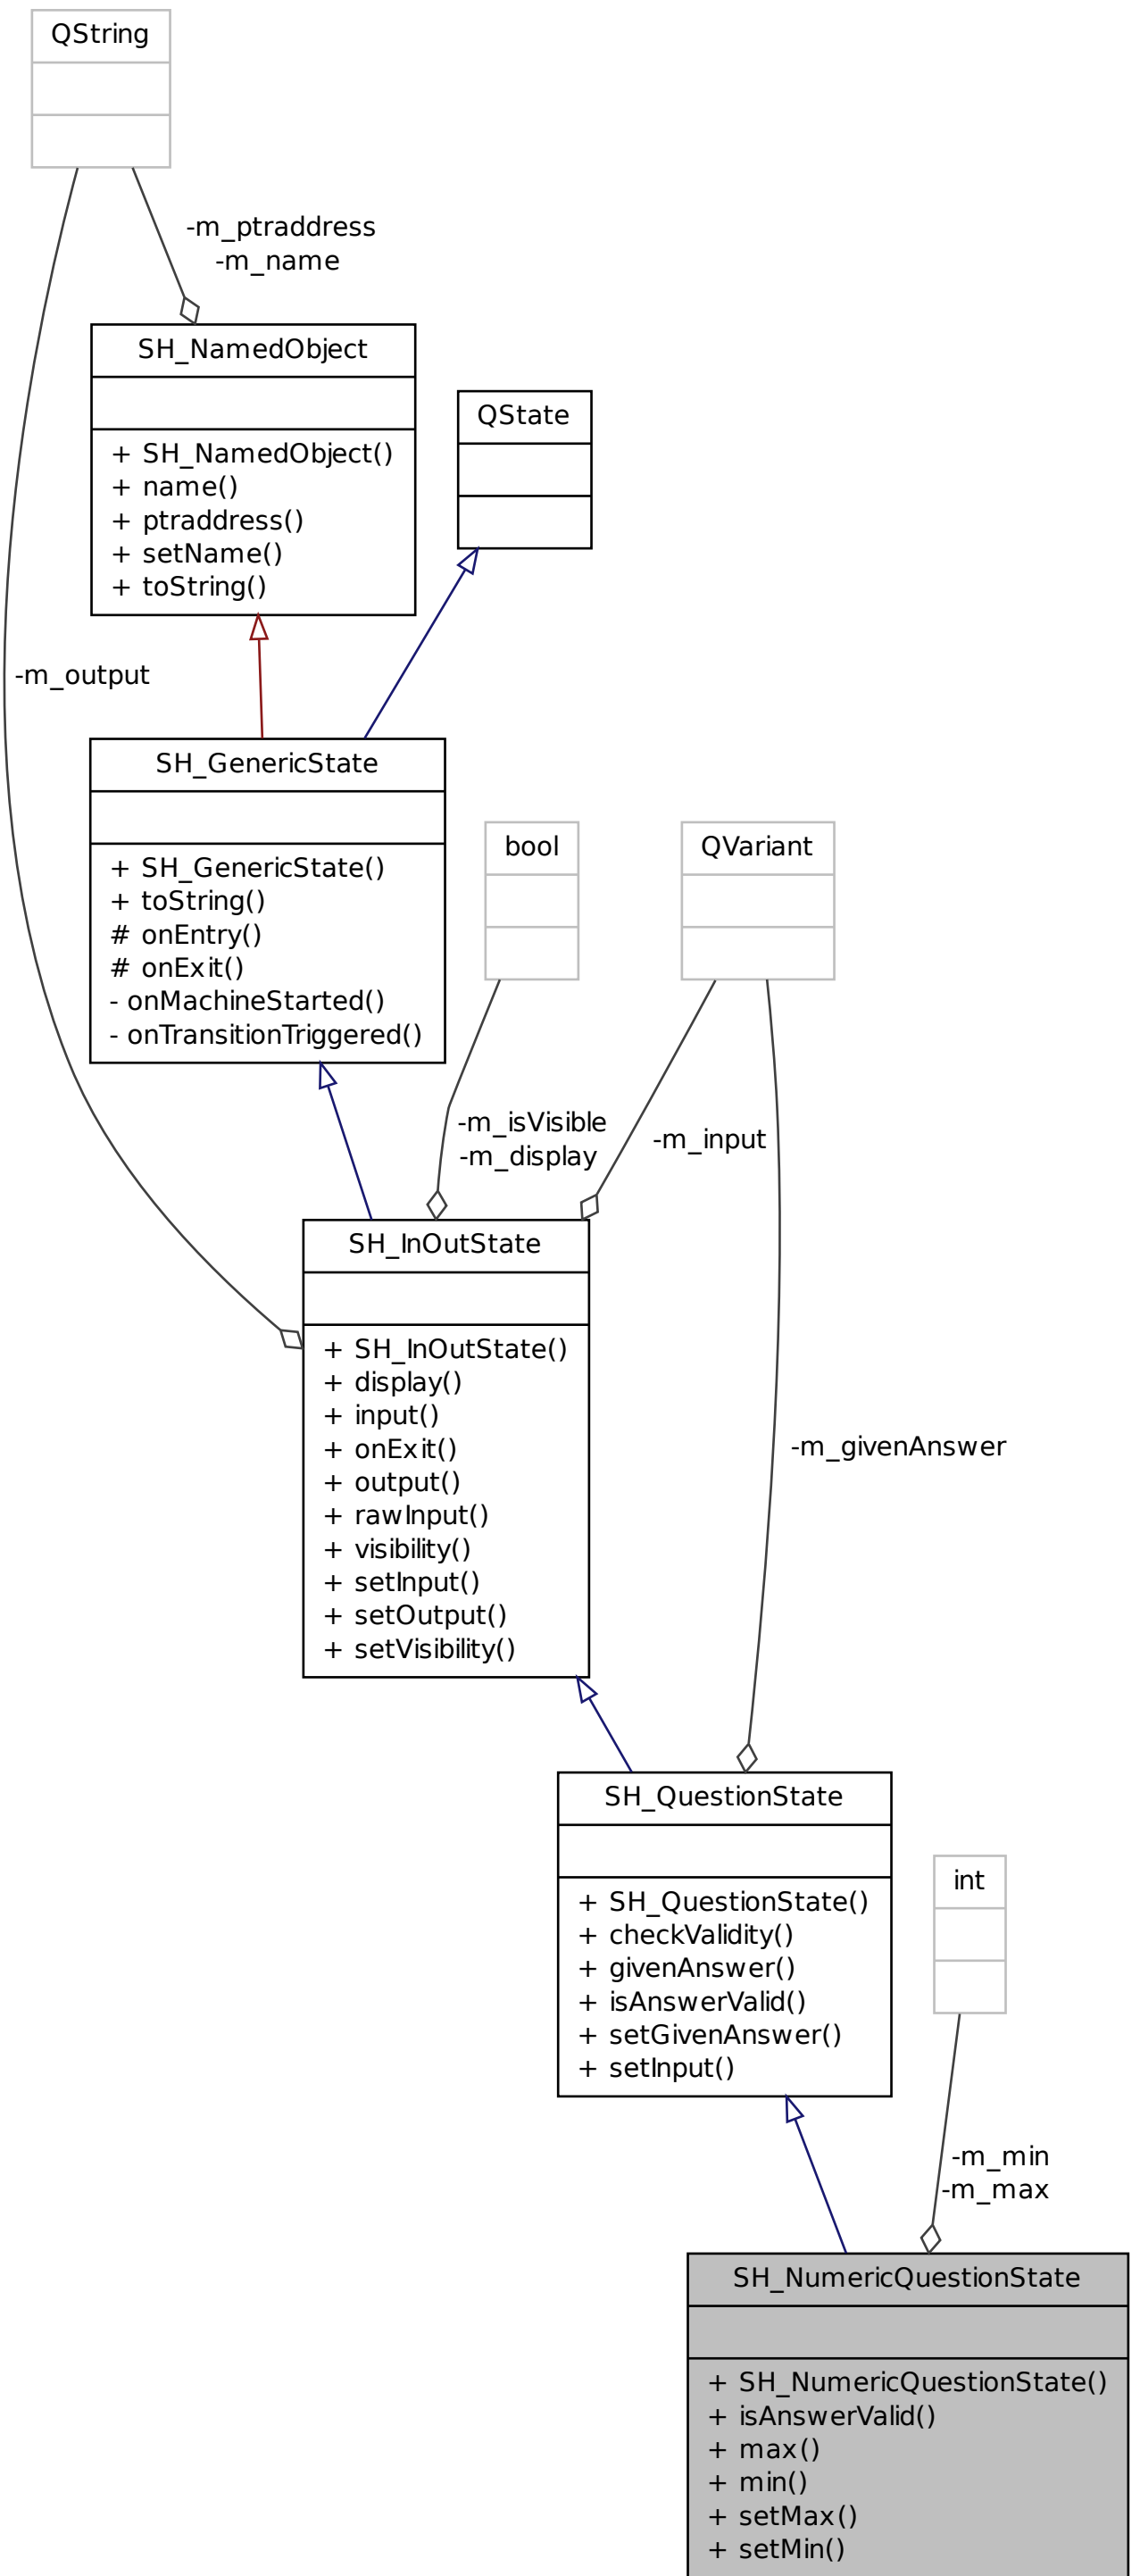 QString
-m_ptraddress
-m_name
SH_NamedObject
+ SH_NamedObject()
+ name()
+ ptraddress()
+ setName()
+ toString()
QState
-m_output
SH_GenericState
+ SH_GenericState()
+ toString()
# onEntry()
# onExit()
- onMachineStarted()
- onTransitionTriggered()
bool
QVariant
-m_isVisible
-m_display
-m_input
SH_InOutState
+ SH_InOutState()
+ display()
+ input()
+ onExit()
+ output()
+ rawInput()
+ visibility()
+ setInput()
+ setOutput()
+ setVisibility()
-m_givenAnswer
SH_QuestionState
+ SH_QuestionState()
+ checkValidity()
+ givenAnswer()
+ isAnswerValid()
+ setGivenAnswer()
+ setInput()
int
-m_min
-m_max
SH_NumericQuestionState
+ SH_NumericQuestionState()
+ isAnswerValid()
+ max()
+ min()
+ setMax()
+ setMin()